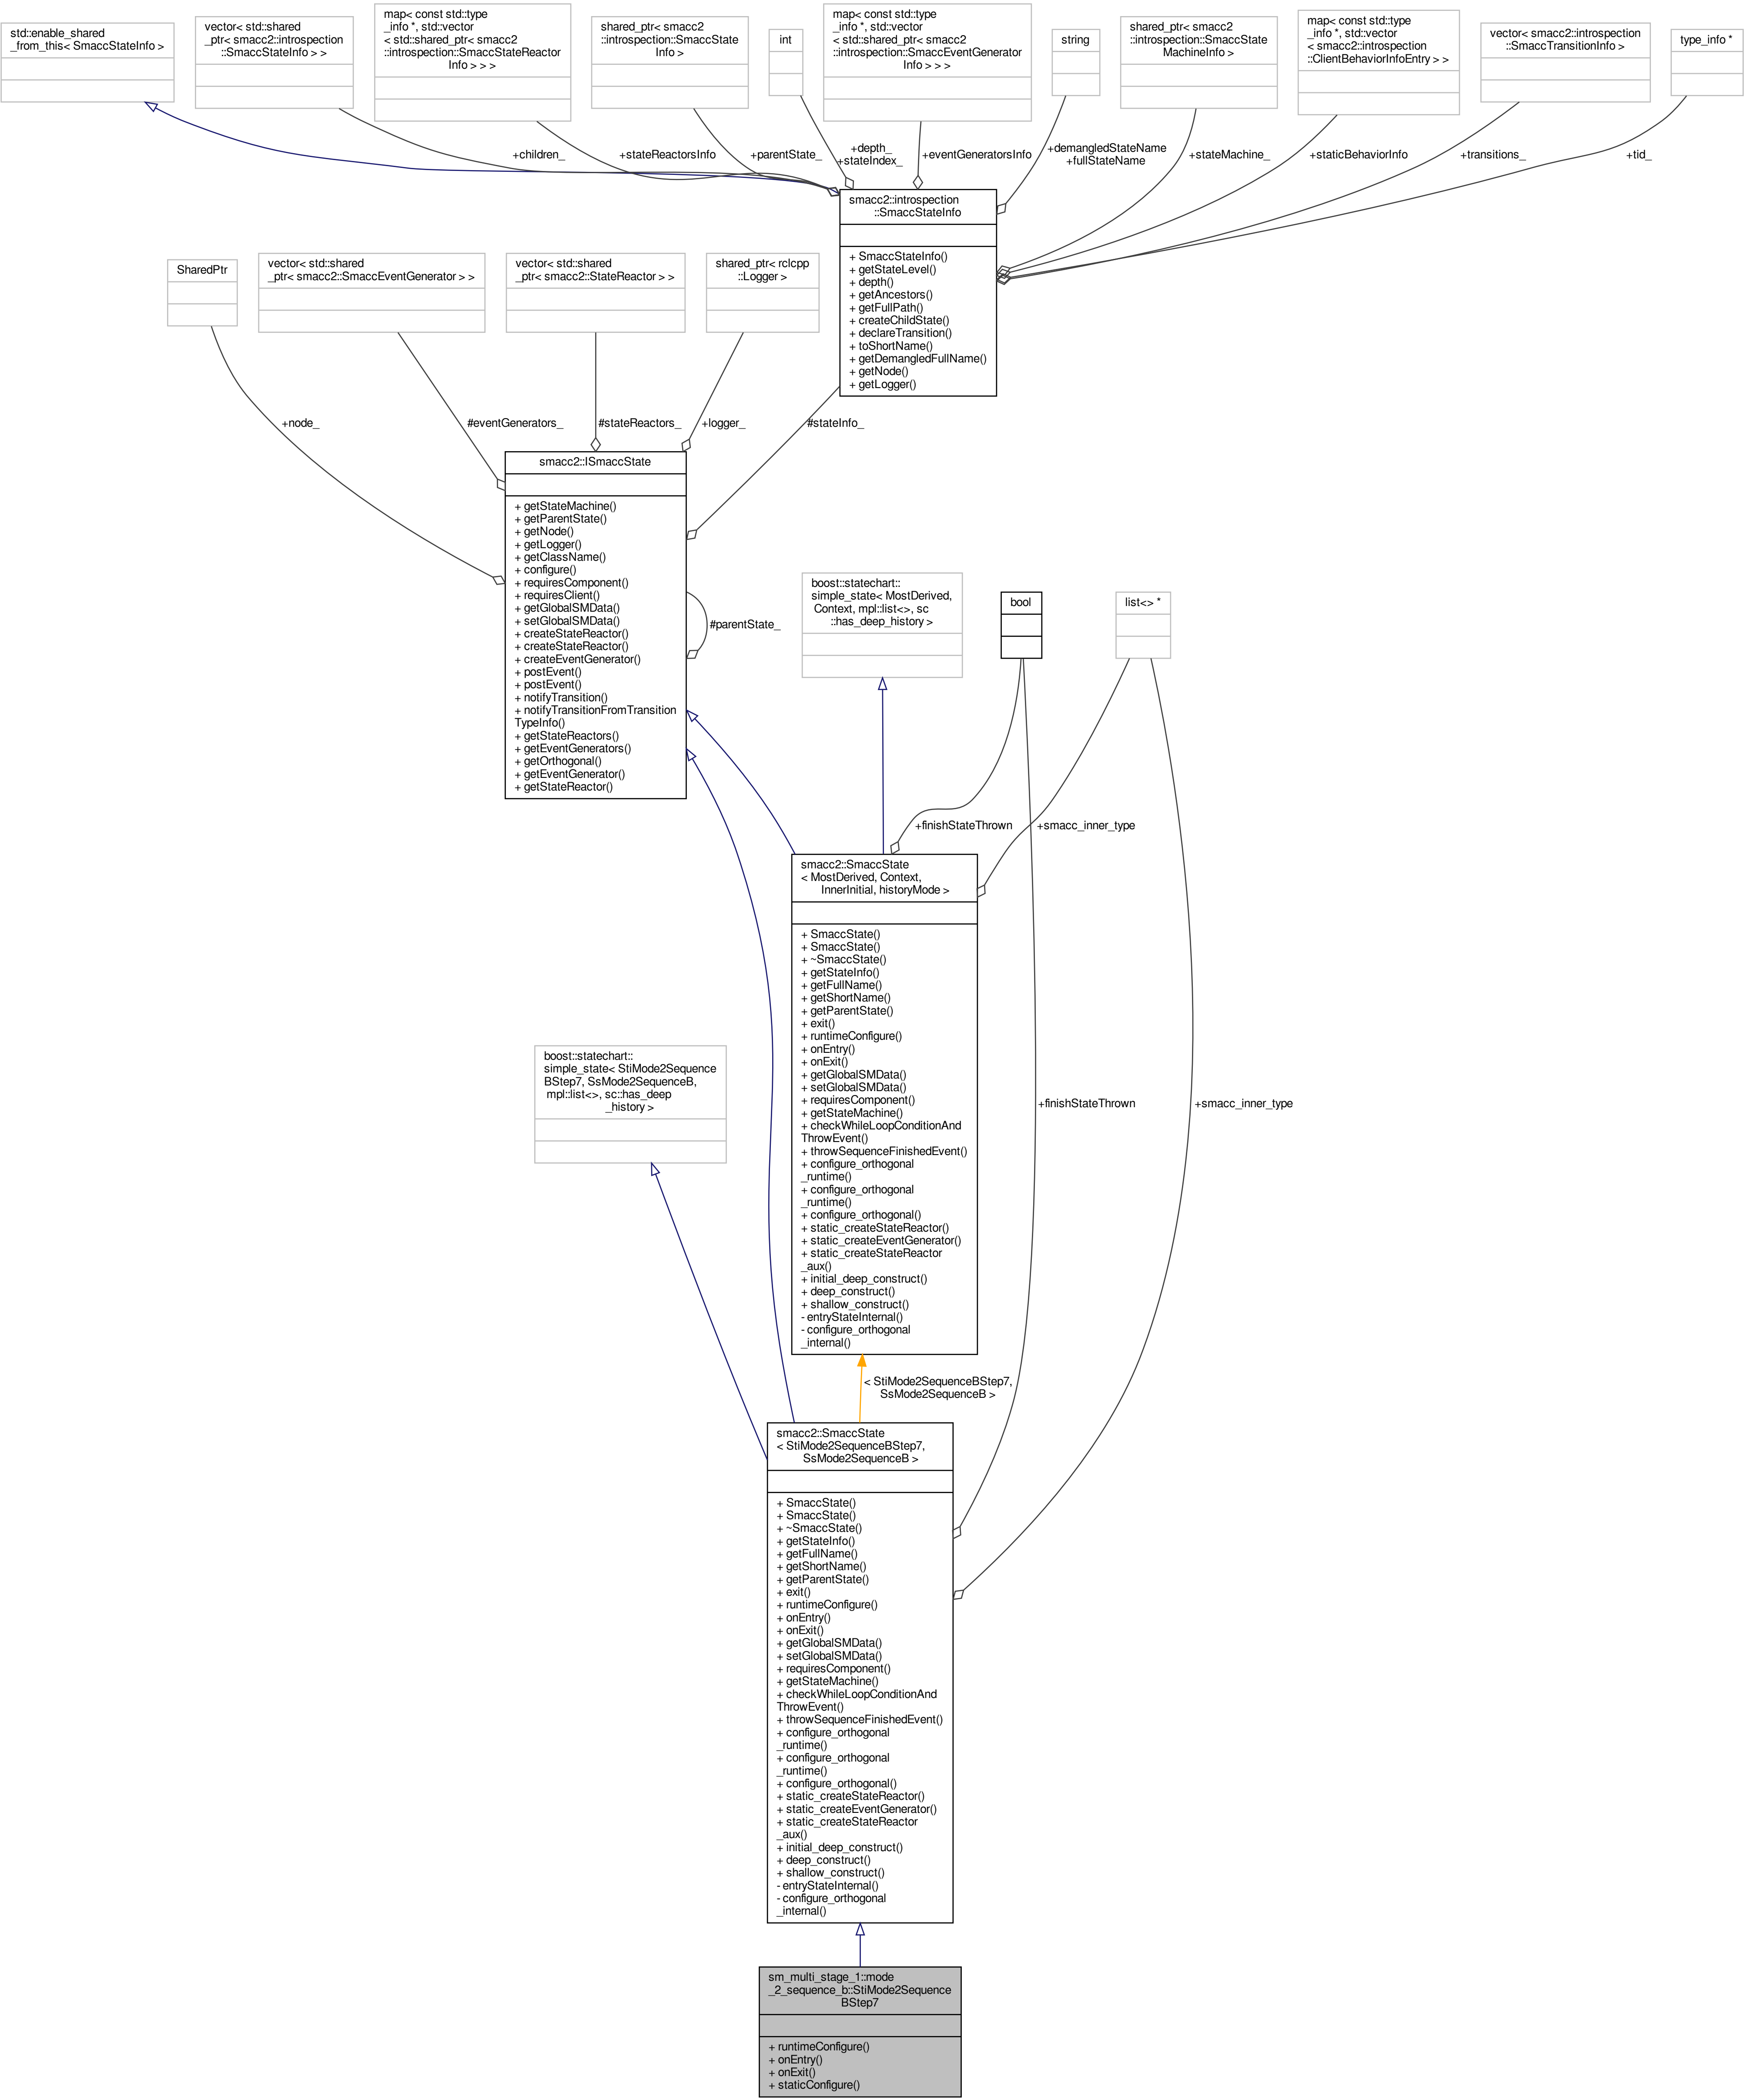 std::enable_shared
_from_this< SmaccStateInfo >
vector< std::shared
_ptr< smacc2::introspection
::SmaccStateInfo > >
map< const std::type
_info *, std::vector
< std::shared_ptr< smacc2
::introspection::SmaccStateReactor
Info > > >
shared_ptr< smacc2
::introspection::SmaccState
Info >
int
map< const std::type
_info *, std::vector
< std::shared_ptr< smacc2
::introspection::SmaccEventGenerator
Info > > >
string
shared_ptr< smacc2
::introspection::SmaccState
MachineInfo >
map< const std::type
_info *, std::vector
< smacc2::introspection
::ClientBehaviorInfoEntry > >
vector< smacc2::introspection
::SmaccTransitionInfo >
type_info *
+children_
+stateReactorsInfo
+parentState_
+depth_
+stateIndex_
+eventGeneratorsInfo
+demangledStateName
+fullStateName
+stateMachine_
+staticBehaviorInfo
+transitions_
+tid_
smacc2::introspection
::SmaccStateInfo
+ SmaccStateInfo()
+ getStateLevel()
+ depth()
+ getAncestors()
+ getFullPath()
+ createChildState()
+ declareTransition()
+ toShortName()
+ getDemangledFullName()
+ getNode()
+ getLogger()
SharedPtr
vector< std::shared
_ptr< smacc2::SmaccEventGenerator > >
vector< std::shared
_ptr< smacc2::StateReactor > >
shared_ptr< rclcpp
::Logger >
+node_
#eventGenerators_
#stateReactors_
+logger_
#stateInfo_
smacc2::ISmaccState
+ getStateMachine()
+ getParentState()
+ getNode()
+ getLogger()
+ getClassName()
+ configure()
+ requiresComponent()
+ requiresClient()
+ getGlobalSMData()
+ setGlobalSMData()
+ createStateReactor()
+ createStateReactor()
+ createEventGenerator()
+ postEvent()
+ postEvent()
+ notifyTransition()
+ notifyTransitionFromTransition
TypeInfo()
+ getStateReactors()
+ getEventGenerators()
+ getOrthogonal()
+ getEventGenerator()
+ getStateReactor()
#parentState_
boost::statechart::
simple_state< MostDerived,
Context, mpl::list<>, sc
::has_deep_history >
bool
list<> *
+finishStateThrown
+smacc_inner_type
smacc2::SmaccState
< MostDerived, Context,
InnerInitial, historyMode >
+ SmaccState()
+ SmaccState()
+ ~SmaccState()
+ getStateInfo()
+ getFullName()
+ getShortName()
+ getParentState()
+ exit()
+ runtimeConfigure()
+ onEntry()
+ onExit()
+ getGlobalSMData()
+ setGlobalSMData()
+ requiresComponent()
+ getStateMachine()
+ checkWhileLoopConditionAnd
ThrowEvent()
+ throwSequenceFinishedEvent()
+ configure_orthogonal
_runtime()
+ configure_orthogonal
_runtime()
+ configure_orthogonal()
+ static_createStateReactor()
+ static_createEventGenerator()
+ static_createStateReactor
_aux()
+ initial_deep_construct()
+ deep_construct()
+ shallow_construct()
- entryStateInternal()
- configure_orthogonal
_internal()
boost::statechart::
simple_state< StiMode2Sequence
BStep7, SsMode2SequenceB,
mpl::list<>, sc::has_deep
_history >
+finishStateThrown
+smacc_inner_type
< StiMode2SequenceBStep7,
SsMode2SequenceB >
smacc2::SmaccState
< StiMode2SequenceBStep7,
SsMode2SequenceB >
+ SmaccState()
+ SmaccState()
+ ~SmaccState()
+ getStateInfo()
+ getFullName()
+ getShortName()
+ getParentState()
+ exit()
+ runtimeConfigure()
+ onEntry()
+ onExit()
+ getGlobalSMData()
+ setGlobalSMData()
+ requiresComponent()
+ getStateMachine()
+ checkWhileLoopConditionAnd
ThrowEvent()
+ throwSequenceFinishedEvent()
+ configure_orthogonal
_runtime()
+ configure_orthogonal
_runtime()
+ configure_orthogonal()
+ static_createStateReactor()
+ static_createEventGenerator()
+ static_createStateReactor
_aux()
+ initial_deep_construct()
+ deep_construct()
+ shallow_construct()
- entryStateInternal()
- configure_orthogonal
_internal()
sm_multi_stage_1::mode
_2_sequence_b::StiMode2Sequence
BStep7
+ runtimeConfigure()
+ onEntry()
+ onExit()
+ staticConfigure()